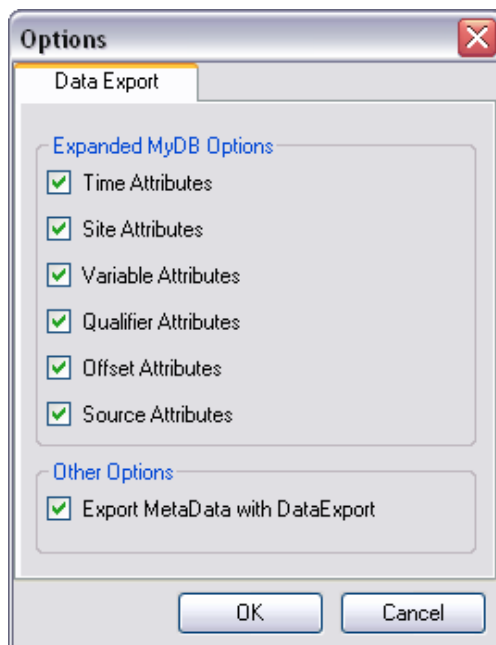 Options
Data Export
Expanded MyDB Options
Time Attributes
Site Attributes
Variable Attributes
Qualifier Attributes
Offset Attributes
Source Attributes
Other Options
Export MetaData with DataExport
OK
Cancel